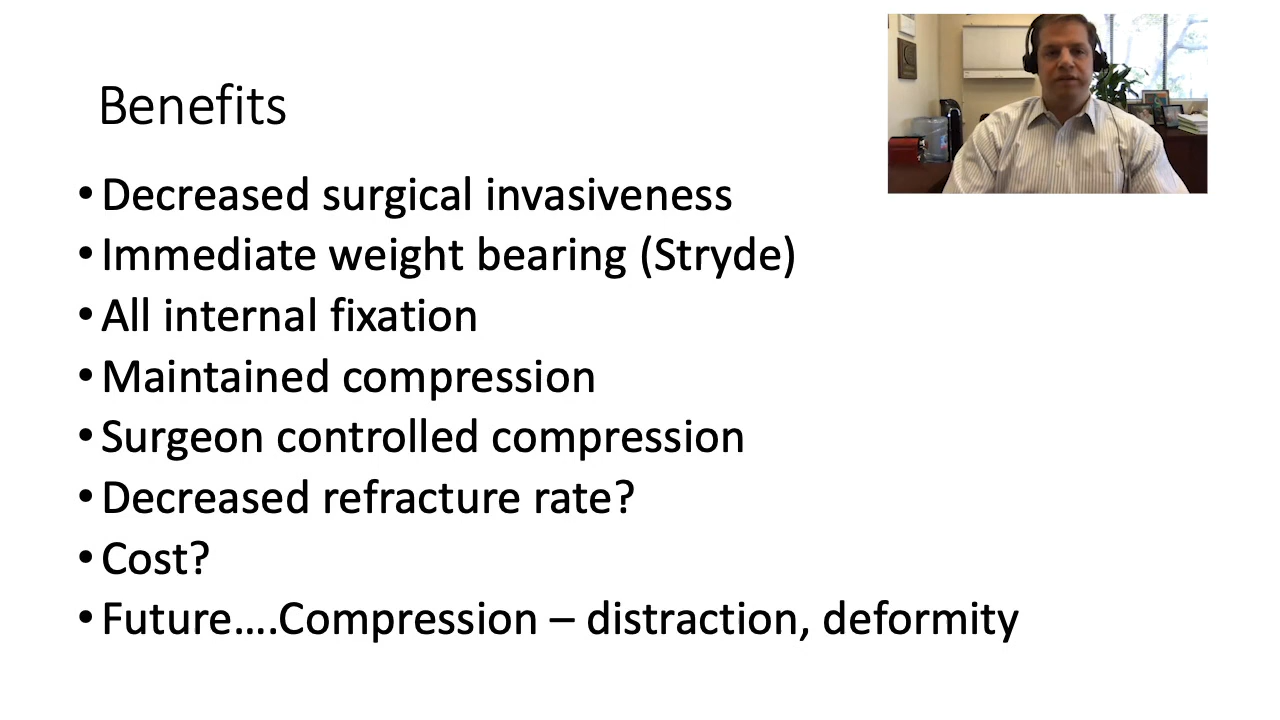 Benefits
• Decreased surgical invasiveness
• Immediate weight bearing (Stryde)
• All internal fixation
• Maintained compression
• Surgeon controlled compression
• Decreased refracture rate?
• Cost?
• Future....Compression – distraction, deformity